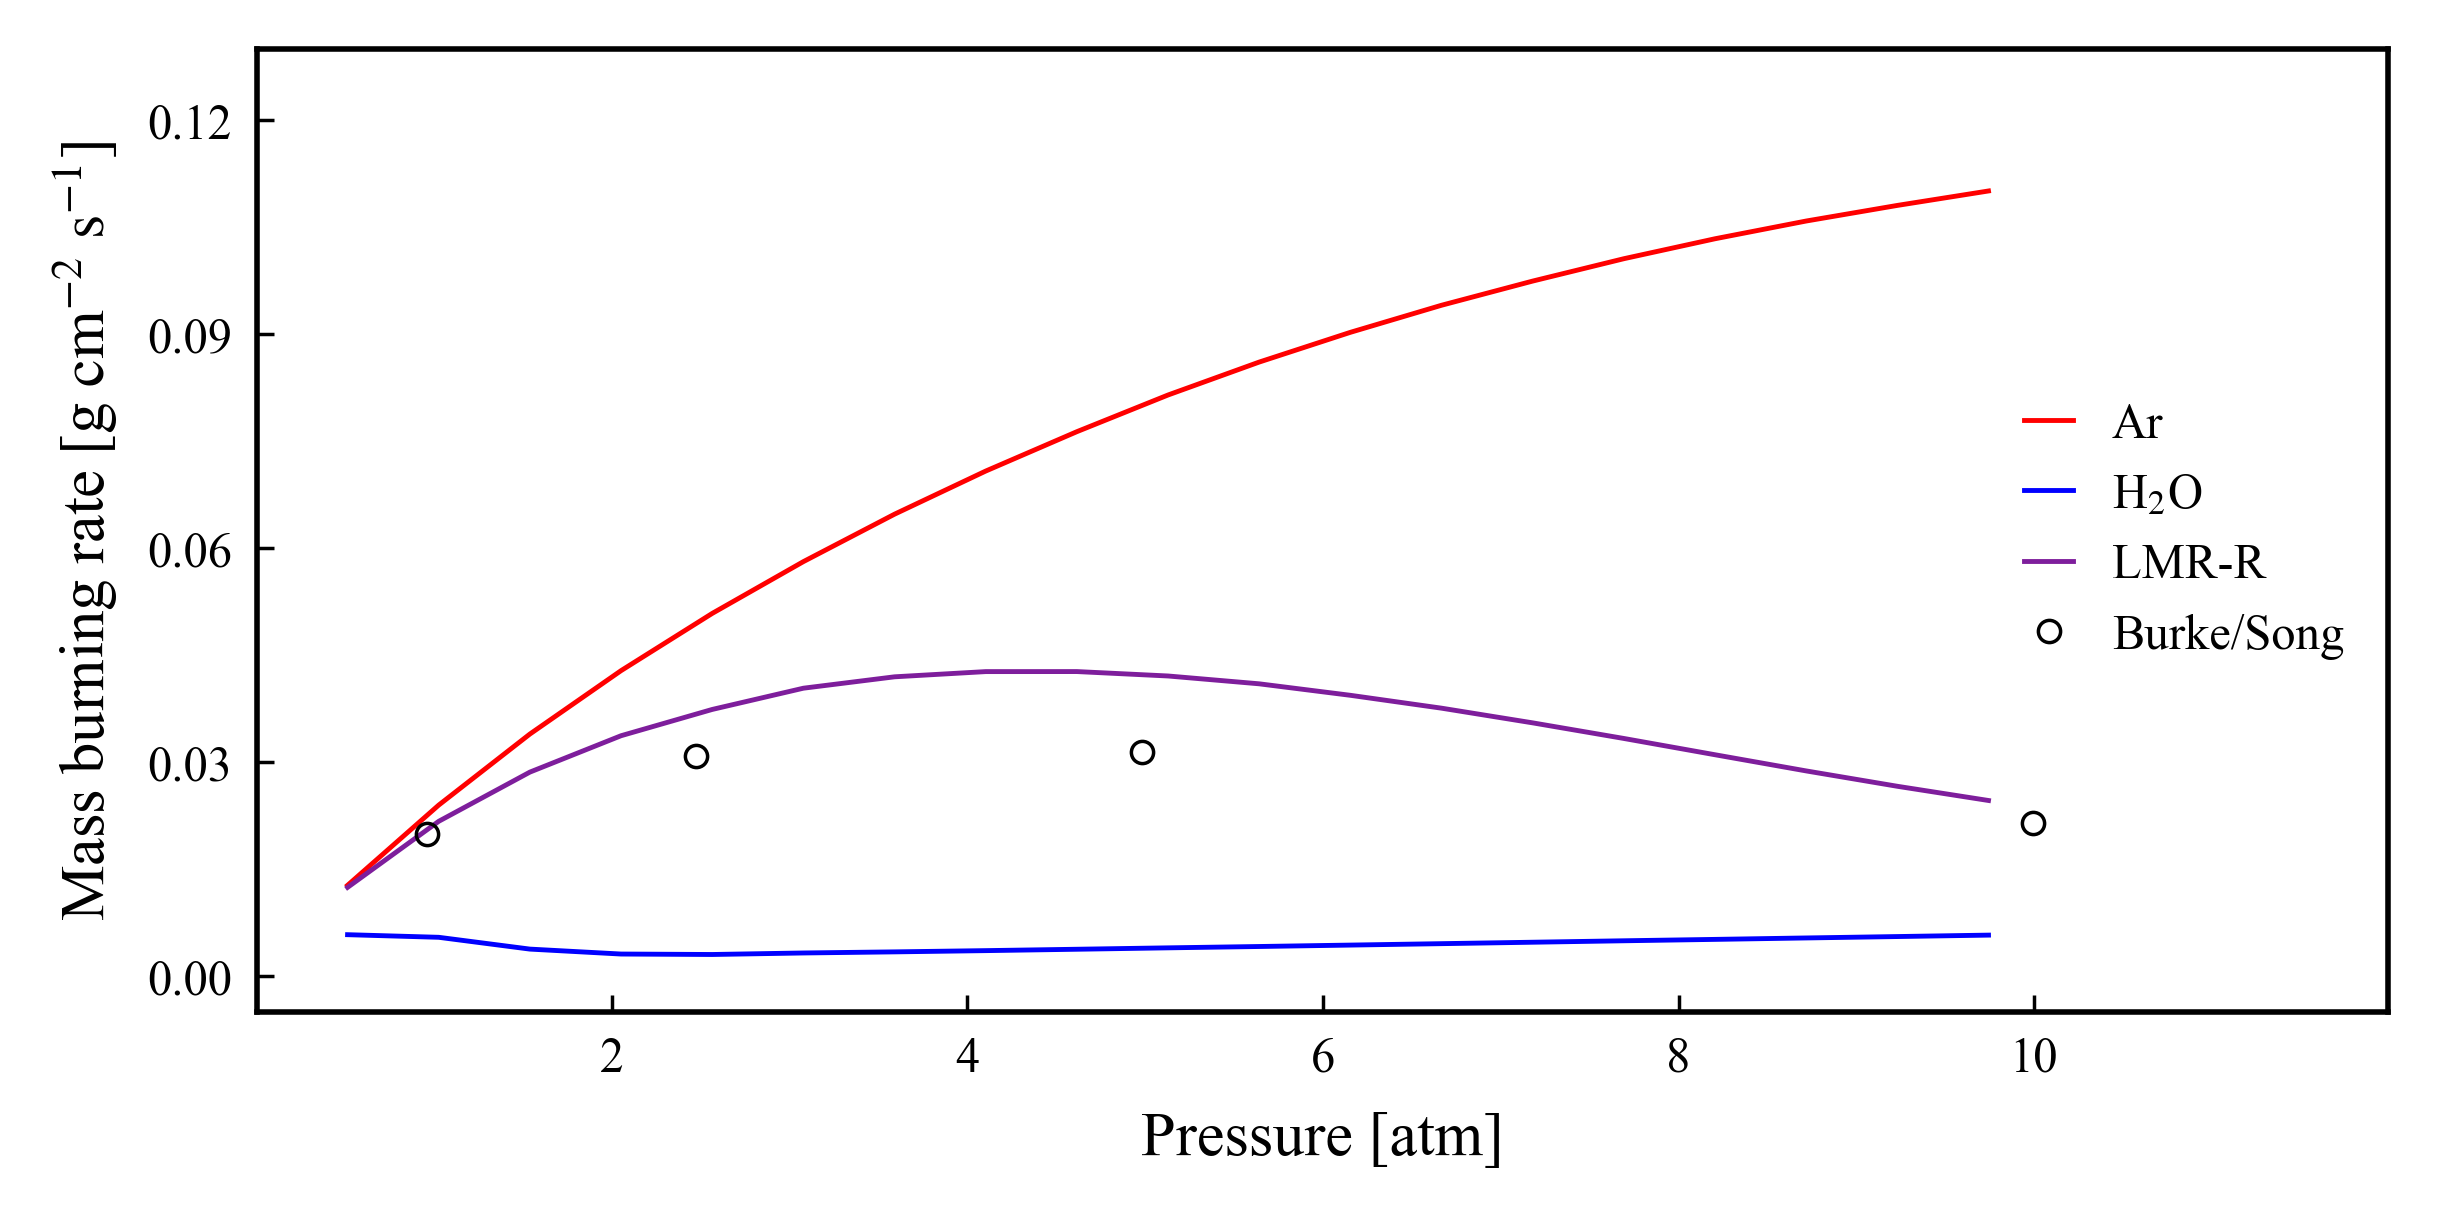 Mass burning rate [g cm⁻² s⁻¹]
0.12
0.09
0.06
0.03
0.00
2 4 6 8 10
Pressure [atm]
Ar
H₂O
LMR-R
Burke/Song